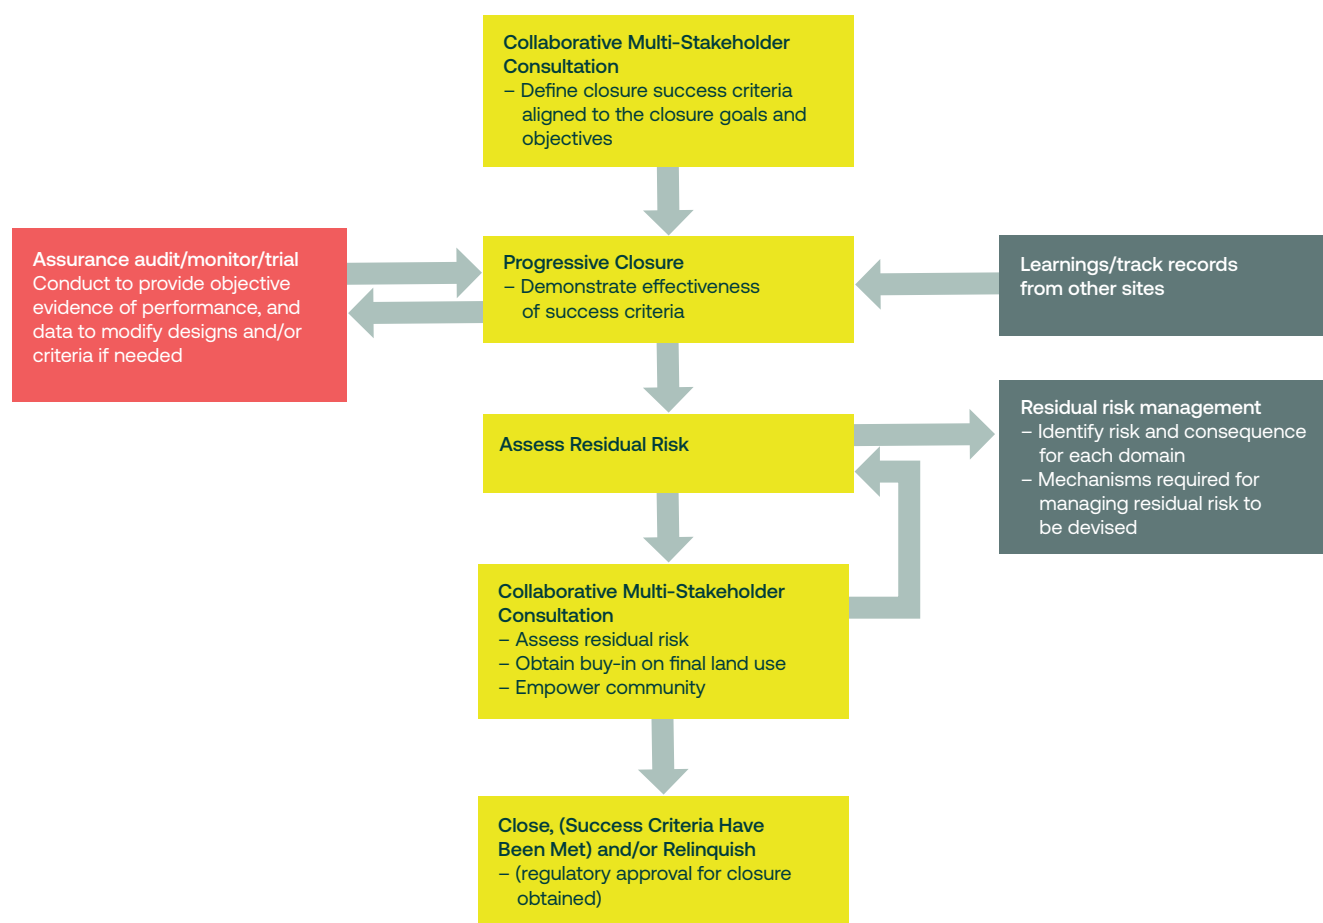 Collaborative Multi-Stakeholder
Consultation
– Define closure success criteria
aligned to the closure goals and
objectives
Assurance audit/monitor/trial
Conduct to provide objective
evidence of performance, and
data to modify designs and/or
criteria if needed
Progressive Closure
– Demonstrate effectiveness
of success criteria
Learnings/track records
from other sites
Assess Residual Risk
Residual risk management
– Identify risk and consequence
for each domain
– Mechanisms required for
managing residual risk to
be devised
Collaborative Multi-Stakeholder
Consultation
– Assess residual risk
– Obtain buy-in on final land use
– Empower community
Close, (Success Criteria Have
Been Met) and/or Relinquish
– (regulatory approval for closure
obtained)